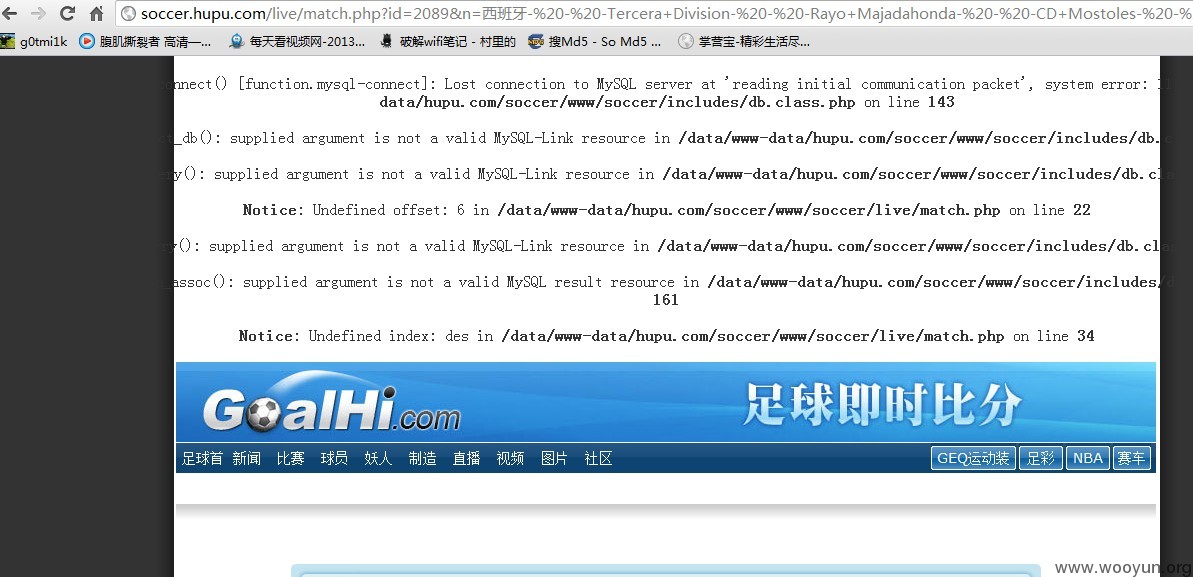 soccer.hupu.com/live/match.php?id=2089&n=西班牙-%20-%20-Tercera+Division-%20-%20-Rayo+Majadahonda-%20-%20-CD+Mostoles-%20-%
g0tmi1k 腹肌撕裂者 高清—... 每天看视频网-2013... 破解wifi笔记 - 村里的 搜Md5 - So Md5 ... 掌营宝-精彩生活尽...
onnect() [function.mysql-connect]: Lost connection to MySQL server at 'reading initial communication packet', system error: 11
data/hupu.com/soccer/www/soccer/includes/db.class.php on line 143
_db(): supplied argument is not a valid MySQL-Link resource in /data/www-data/hupu.com/soccer/www/soccer/includes/db.c
y(): supplied argument is not a valid MySQL-Link resource in /data/www-data/hupu.com/soccer/www/soccer/includes/db.cl
Notice: Undefined offset: 6 in /data/www-data/hupu.com/soccer/www/soccer/live/match.php on line 22
y(): supplied argument is not a valid MySQL-Link resource in /data/www-data/hupu.com/soccer/www/soccer/includes/db.cla
_assoc(): supplied argument is not a valid MySQL result resource in /data/www-data/hupu.com/soccer/www/soccer/includes/
161
Notice: Undefined index: des in /data/www-data/hupu.com/soccer/www/soccer/live/match.php on line 34
GoalHi.com 足球即时比分
足球首 新闻 比赛 球员 妖人 制造 直播 视频 图片 社区 GEQ运动装 足彩 NBA 赛车
www.wooyun.org